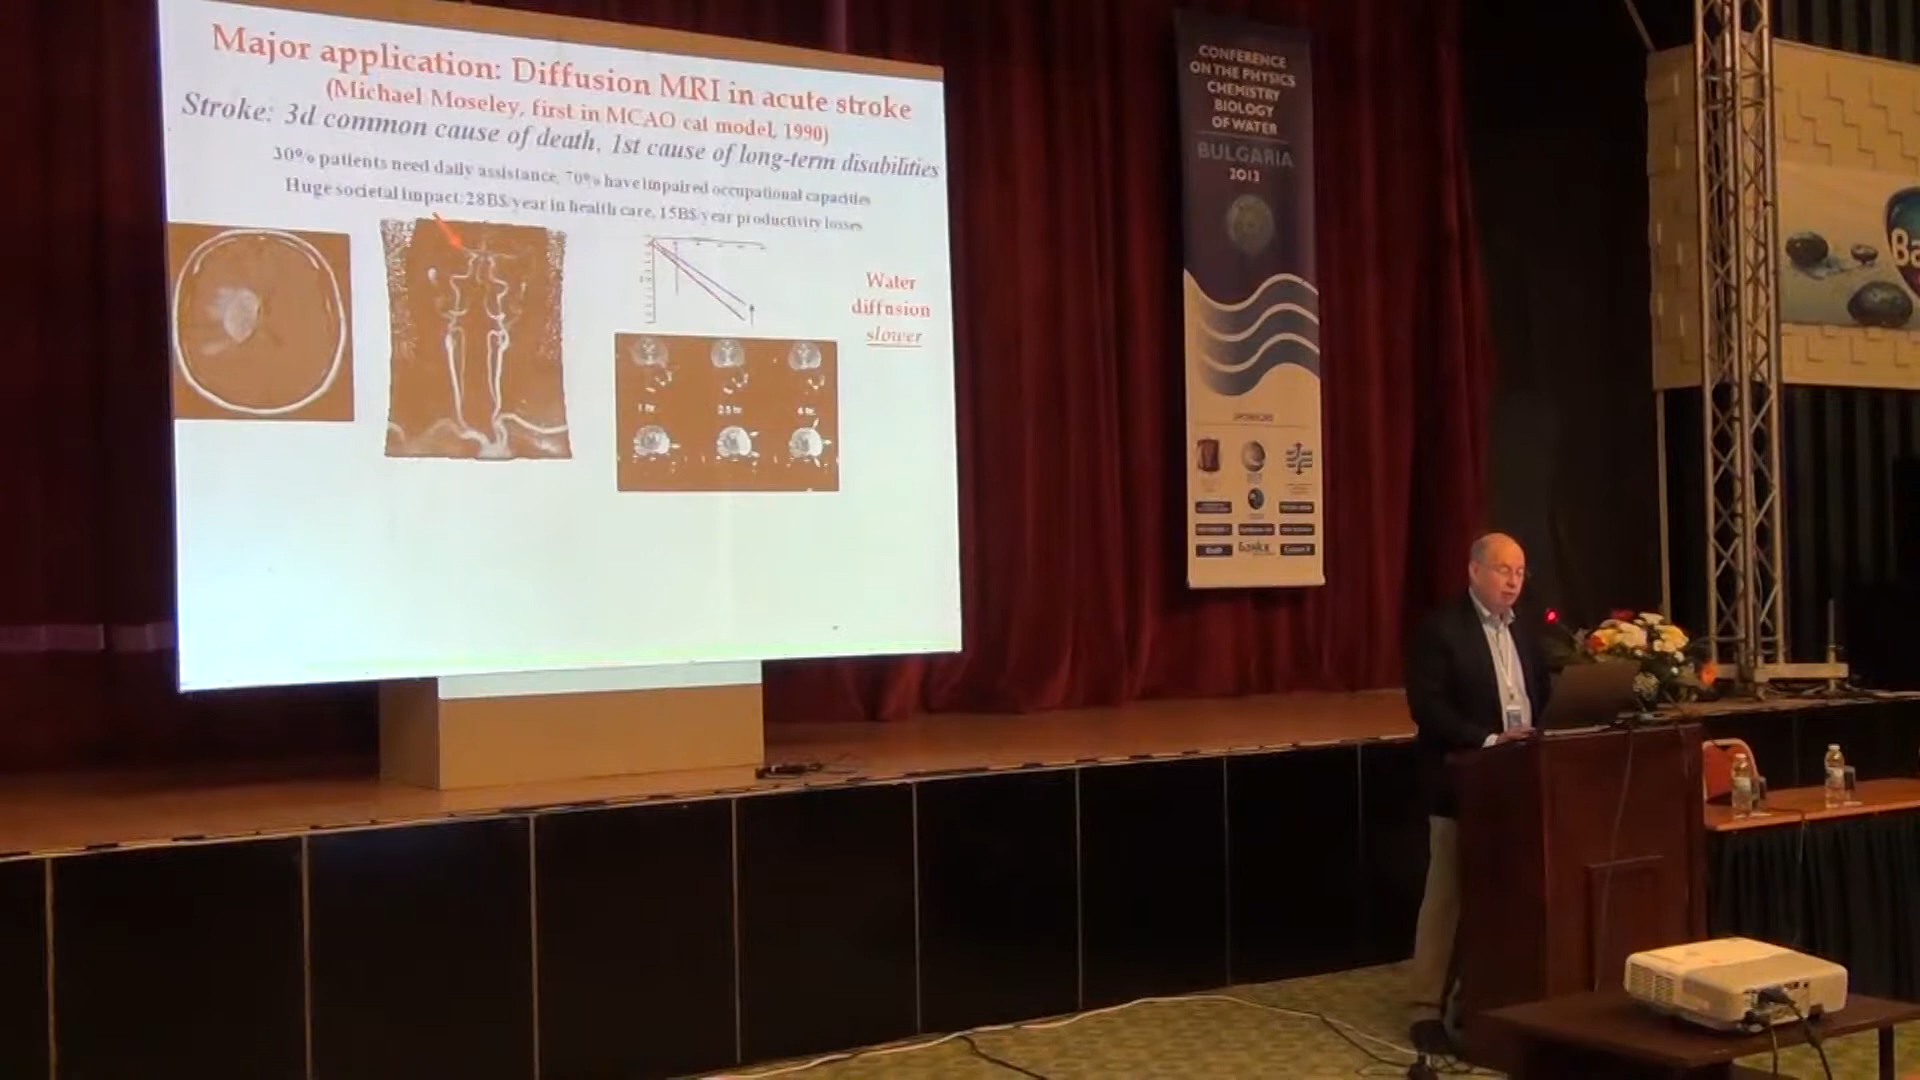 Major application: Diffusion MRI in acute stroke
(Michael Moseley, first in MCAO cat model, 1990)
Stroke: 3d common cause of death, 1st cause of long-term disabilities
30% patients need daily assistance, 70% have impaired occupational capacities
Huge societal impact: 28B$/year in health care, 15B$/year productivity losses
Water
diffusion
slower
1 hr.
2.5 hr
6 hr.
CONFERENCE
ON THE PHYSICS
CHEMISTRY
BIOLOGY
OF WATER
BULGARIA
2012
SPONSORS
Ba